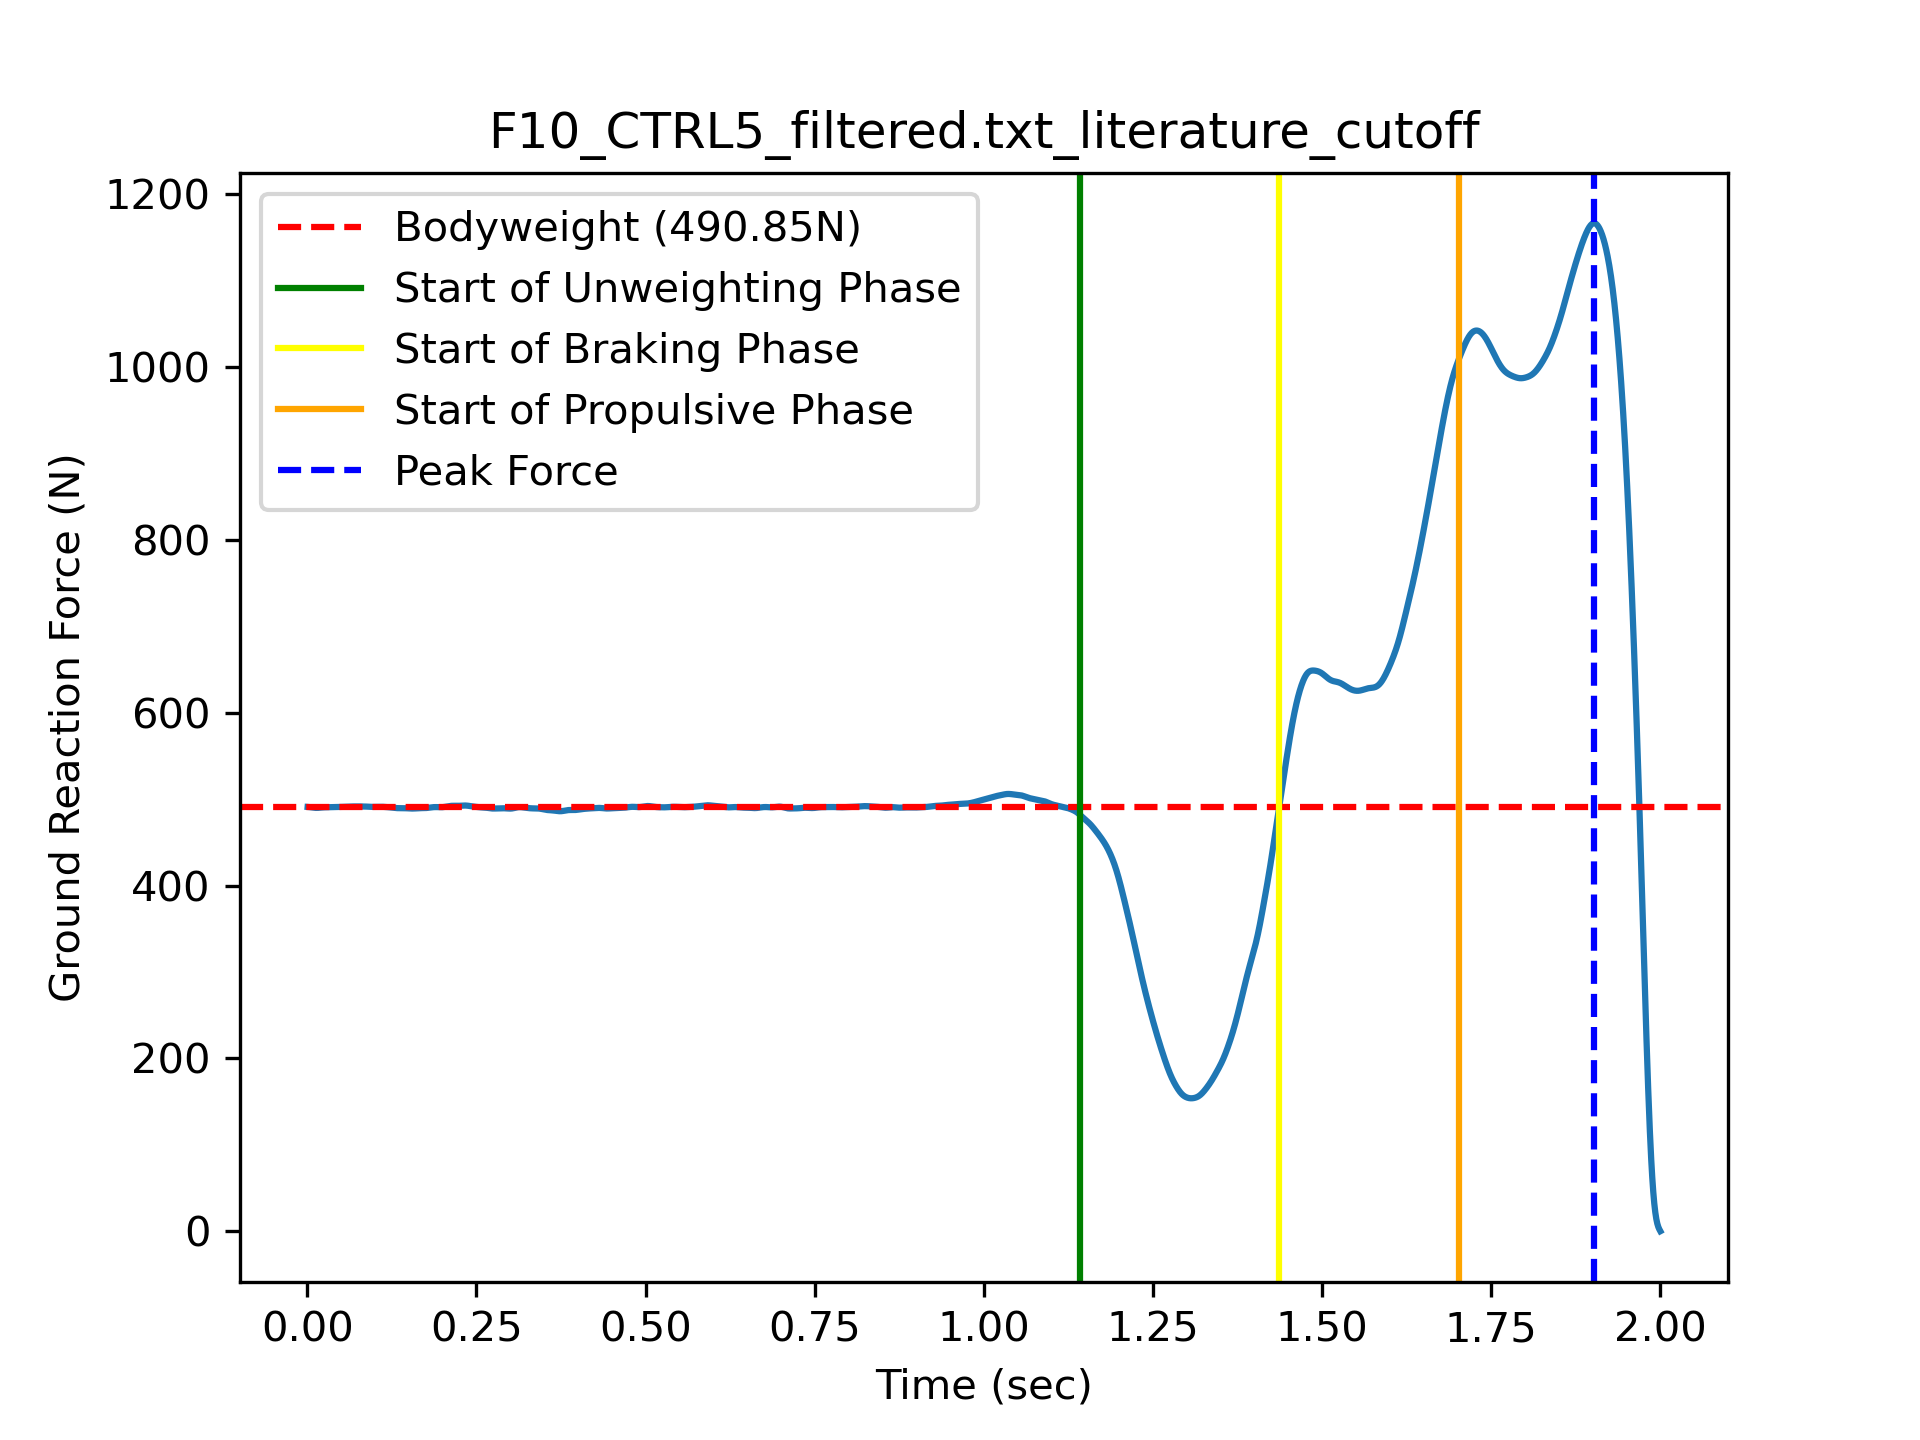 F10_CTRL5_filtered.txt_literature_cutoff
Bodyweight (490.85N)
Start of Unweighting Phase
Start of Braking Phase
Start of Propulsive Phase
Peak Force
Ground Reaction Force (N)
1200
1000
800
600
400
200
0
0.00 0.25 0.50 0.75 1.00 1.25 1.50 1.75 2.00
Time (sec)